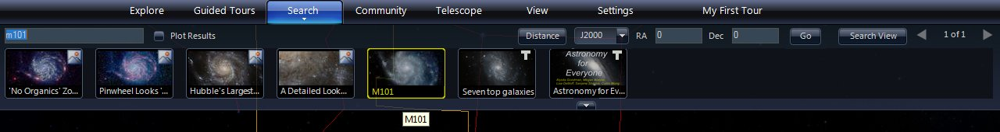 Explore Guided Tours Search Community Telescope View Settings My First Tour
m101 Plot Results Distance J2000 RA 0 Dec 0 Go Search View 1 of 1
Astronomy
for
Everyone
'No Organics' Zo... Pinwheel Looks '... Hubble's Largest... A Detailed Look... M101 Seven top galaxies Astronomy for Ev...
M101